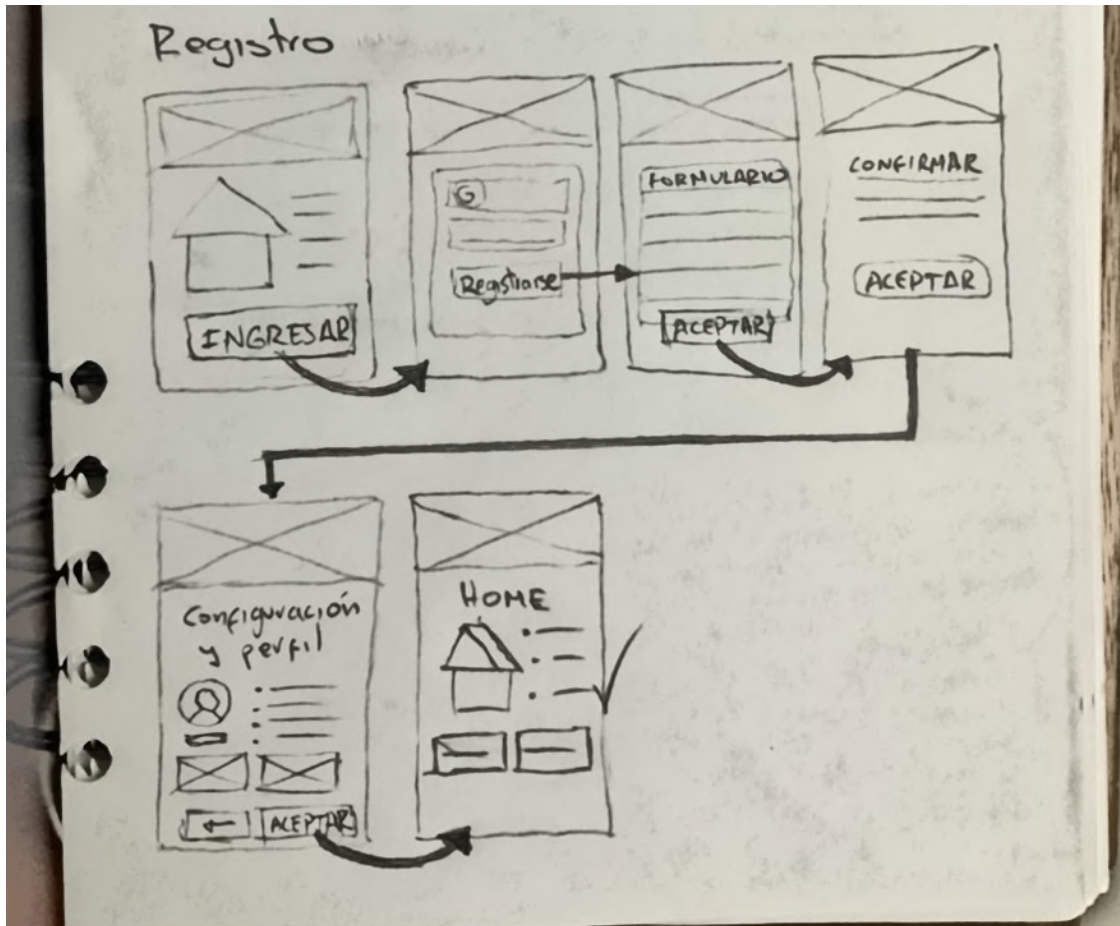 Registro
INGRESAR
G
Registrarse
FORMULARIO
ACEPTAR
CONFIRMAR
ACEPTAR
Configuración
y perfil
ACEPTAR
HOME